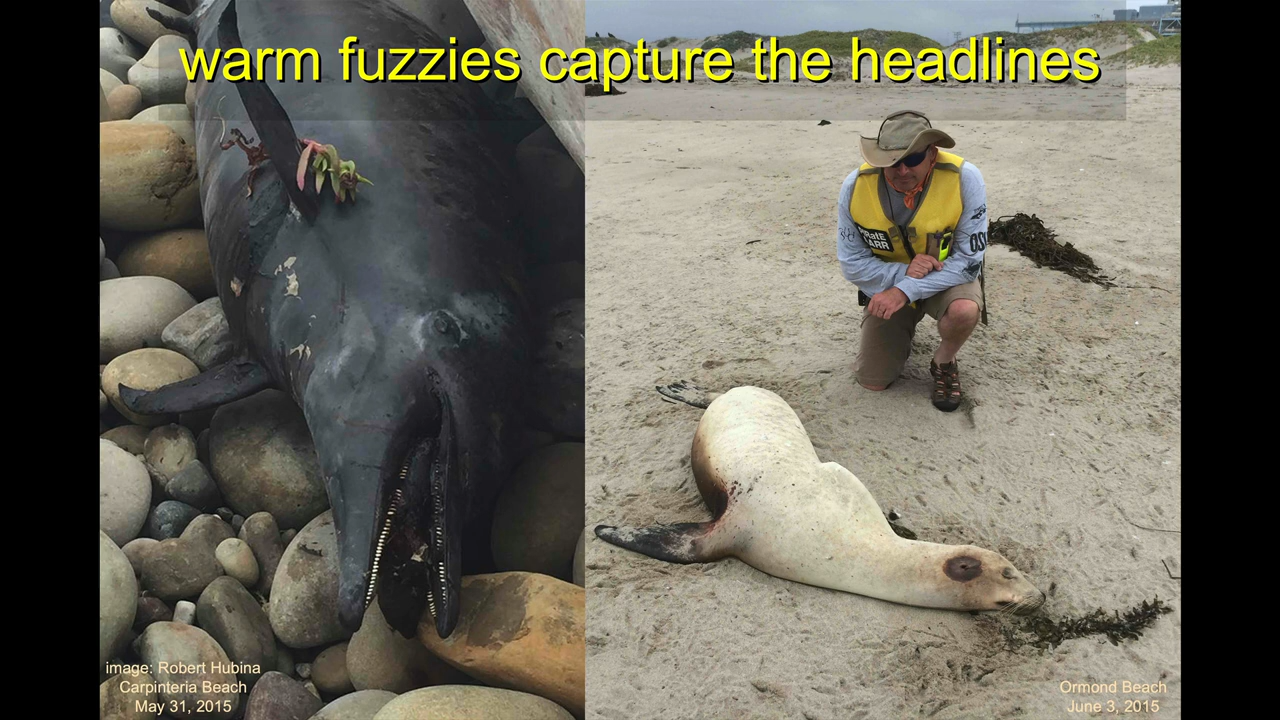 warm fuzzies capture the headlines
image: Robert Hubina
Carpinteria Beach
May 31, 2015
Ormond Beach
June 3, 2015